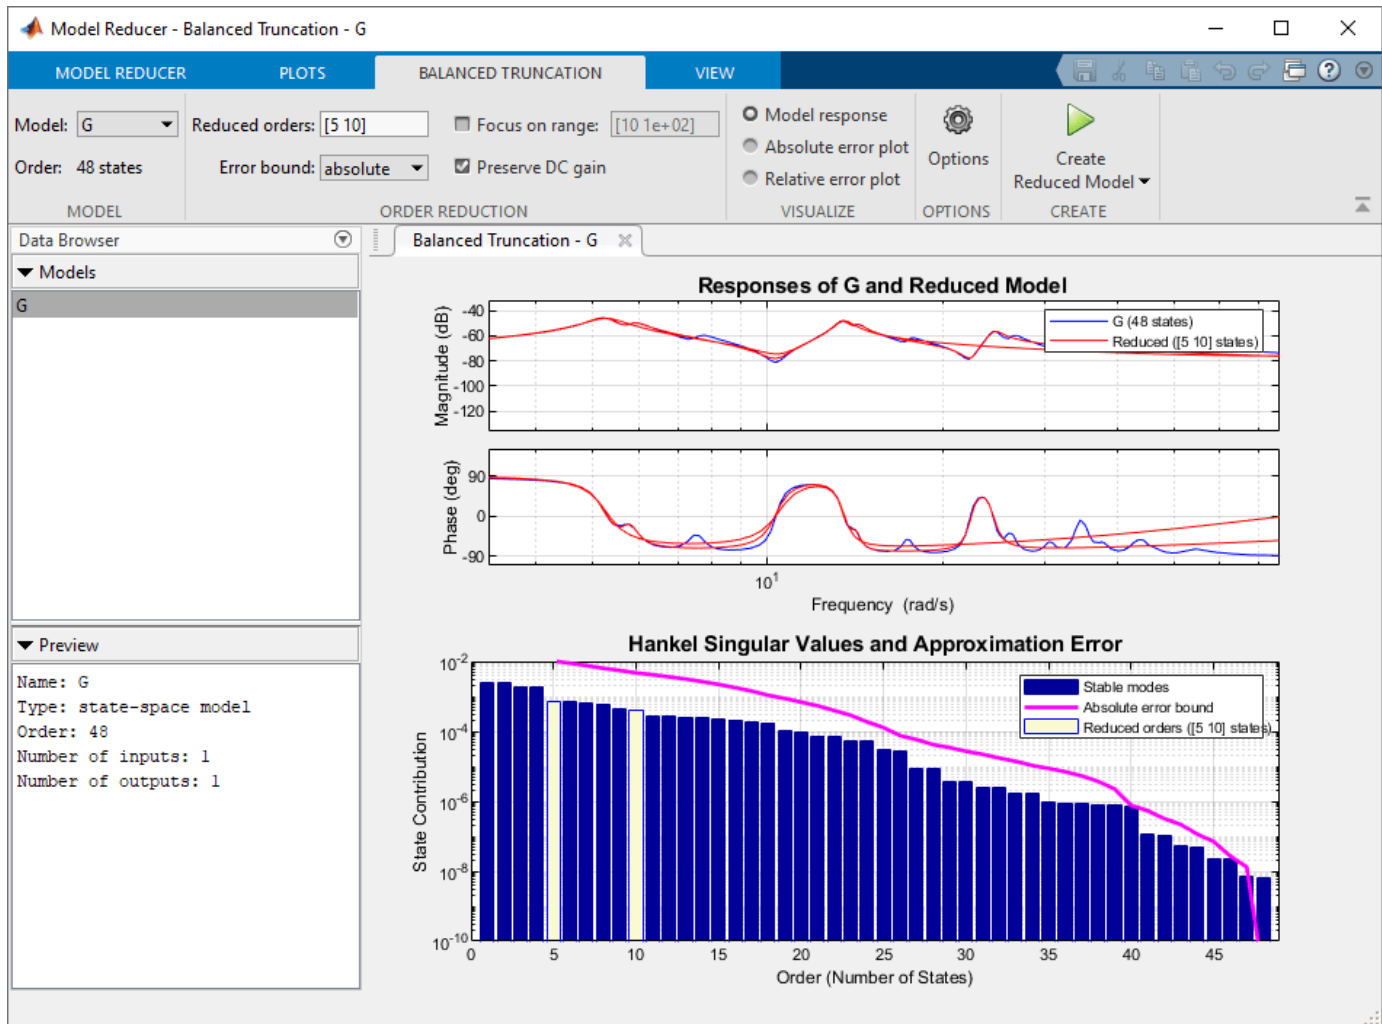 Model Reducer - Balanced Truncation - G
MODEL REDUCER PLOTS BALANCED TRUNCATION VIEW
Model: G Reduced orders: [5 10] Focus on range: [10 1e+02]
Order: 48 states Error bound: absolute Preserve DC gain
Model response
Absolute error plot
Relative error plot
Options
Create
Reduced Model
MODEL ORDER REDUCTION VISUALIZE OPTIONS CREATE
Data Browser
Models
G
Preview
Name: G
Type: state-space model
Order: 48
Number of inputs: 1
Number of outputs: 1
Balanced Truncation - G
Responses of G and Reduced Model
Magnitude (dB)
-40
-60
-80
-100
-120
G (48 states)
Reduced ([5 10] states)
Phase (deg)
90
0
-90
10^1
Frequency (rad/s)
Hankel Singular Values and Approximation Error
State Contribution
10^-2
10^-4
10^-6
10^-8
10^-10
Stable modes
Absolute error bound
Reduced orders ([5 10] states)
0 5 10 15 20 25 30 35 40 45
Order (Number of States)